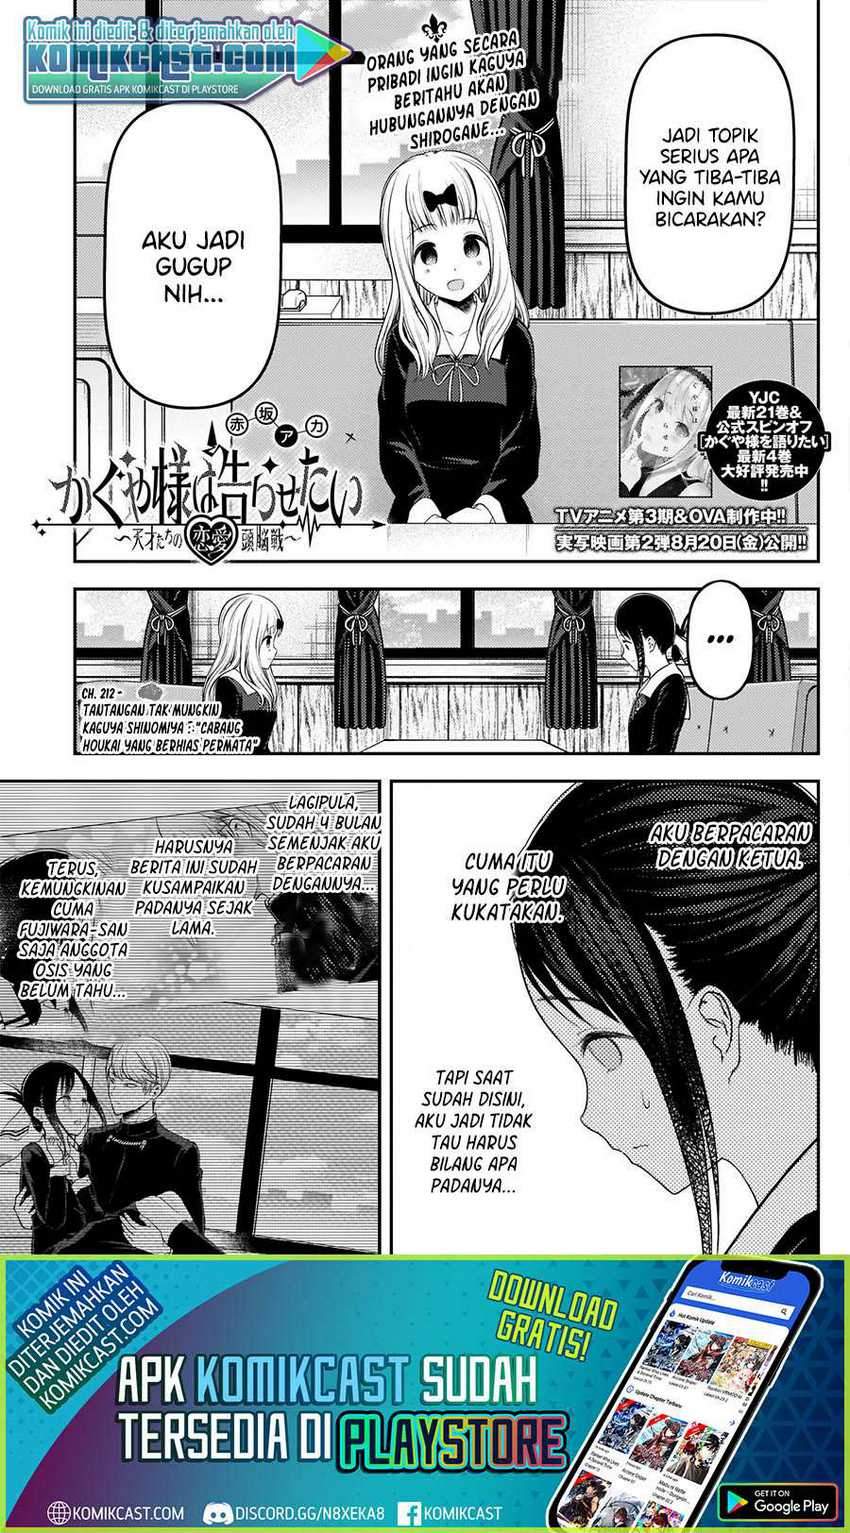 Komik ini diedit & diterjemahkan oleh
KOMIKCAST.COM
DOWNLOAD GRATIS APK KOMIKCAST DI PLAYSTORE
ORANG YANG SECARA
PRIBADI INGIN KAGUYA
BERITAHU AKAN
HUBUNGANNYA DENGAN
SHIROGANE...
JADI TOPIK
SERIUS APA
YANG TIBA-TIBA
INGIN KAMU
BICARAKAN?
AKU JADI
GUGUP
NIH...
赤坂アカ
かぐや様は告らせたい
～天才たちの恋愛頭脳戦～
YJC
最新21巻&
公式スピンオフ
[かぐや様を語りたい]
最新4巻
大好評発売中
!!
TVアニメ第3期&OVA制作中!!
実写映画第2弾8月20日(金)公開!!
...
CH. 212 -
TANTANGAN TAK MUNGKIN
KAGUYA SHINOMIYA : "CABANG
HOUKAI YANG BERHIAS PERMATA"
AKU BERPACARAN
DENGAN KETUA.
CUMA ITU
YANG PERLU
KUKATAKAN.
TAPI SAAT
SUDAH DISINI,
AKU JADI TIDAK
TAU HARUS
BILANG APA
PADANYA...
LAGIPULA,
SUDAH 4 BULAN
SEMENJAK AKU
BERPACARAN
DENGANNYA...
HARUSNYA
BERITA INI SUDAH
KUSAMPAIKAN
PADANYA SEJAK
LAMA.
TERUS,
KEMUNGKINAN
CUMA
FUJIWARA-SAN
SAJA ANGGOTA
OSIS YANG
BELUM TAHU...
KOMIK INI
DITERJEMAHKAN
DAN DIEDIT OLEH
KOMIKCAST.COM
DOWNLOAD
GRATIS!
APK KOMIKCAST SUDAH
TERSEDIA DI PLAYSTORE
KOMIKCAST.COM
DISCORD.GG/N8XEKA8
KOMIKCAST
Komikcast
Cari Komik...
Hot Komik Update
Update Chapter Terbaru
GET IT ON
Google Play